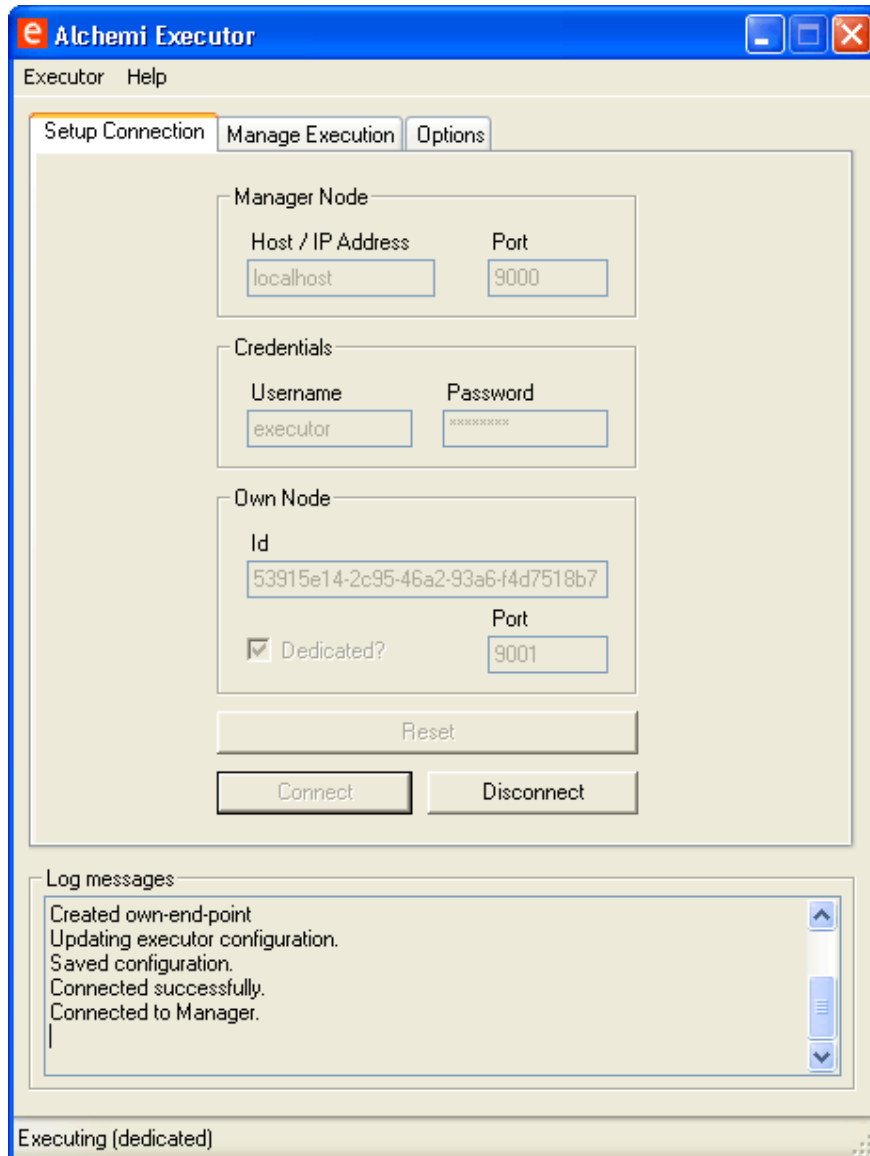 e Alchemi Executor
Executor Help
Setup Connection Manage Execution Options
Manager Node
Host / IP Address Port
localhost 9000
Credentials
Username Password
executor ********
Own Node
Id
53915e14-2c95-46a2-93a6-f4d7518b7
Port
Dedicated? 9001
Reset
Connect Disconnect
Log messages
Created own-end-point
Updating executor configuration.
Saved configuration.
Connected successfully.
Connected to Manager.
Executing (dedicated)